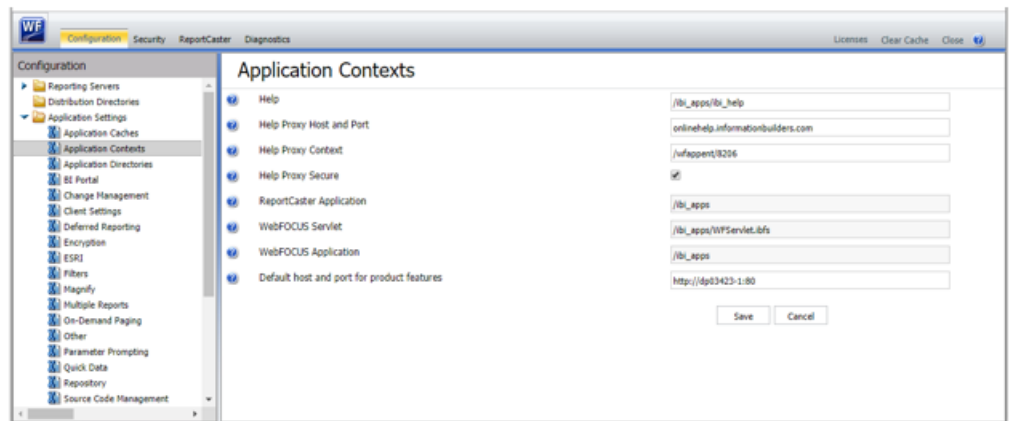 WF
Configuration Security ReportCaster Diagnostics Licenses Clear Cache Close
Configuration
Reporting Servers
Distribution Directories
Application Settings
Application Caches
Application Contexts
Application Directories
BI Portal
Change Management
Client Settings
Deferred Reporting
Encryption
ESRI
Filters
Magnify
Multiple Reports
On-Demand Paging
Other
Parameter Prompting
Quick Data
Repository
Source Code Management
Application Contexts
Help /ibi_apps/ibi_help
Help Proxy Host and Port onlinehelp.informationbuilders.com
Help Proxy Context /wfappent/8206
Help Proxy Secure
ReportCaster Application /ibi_apps
WebFOCUS Servlet /ibi_apps/WFServlet.ibfs
WebFOCUS Application /ibi_apps
Default host and port for product features http://dp03423-1:80
Save Cancel